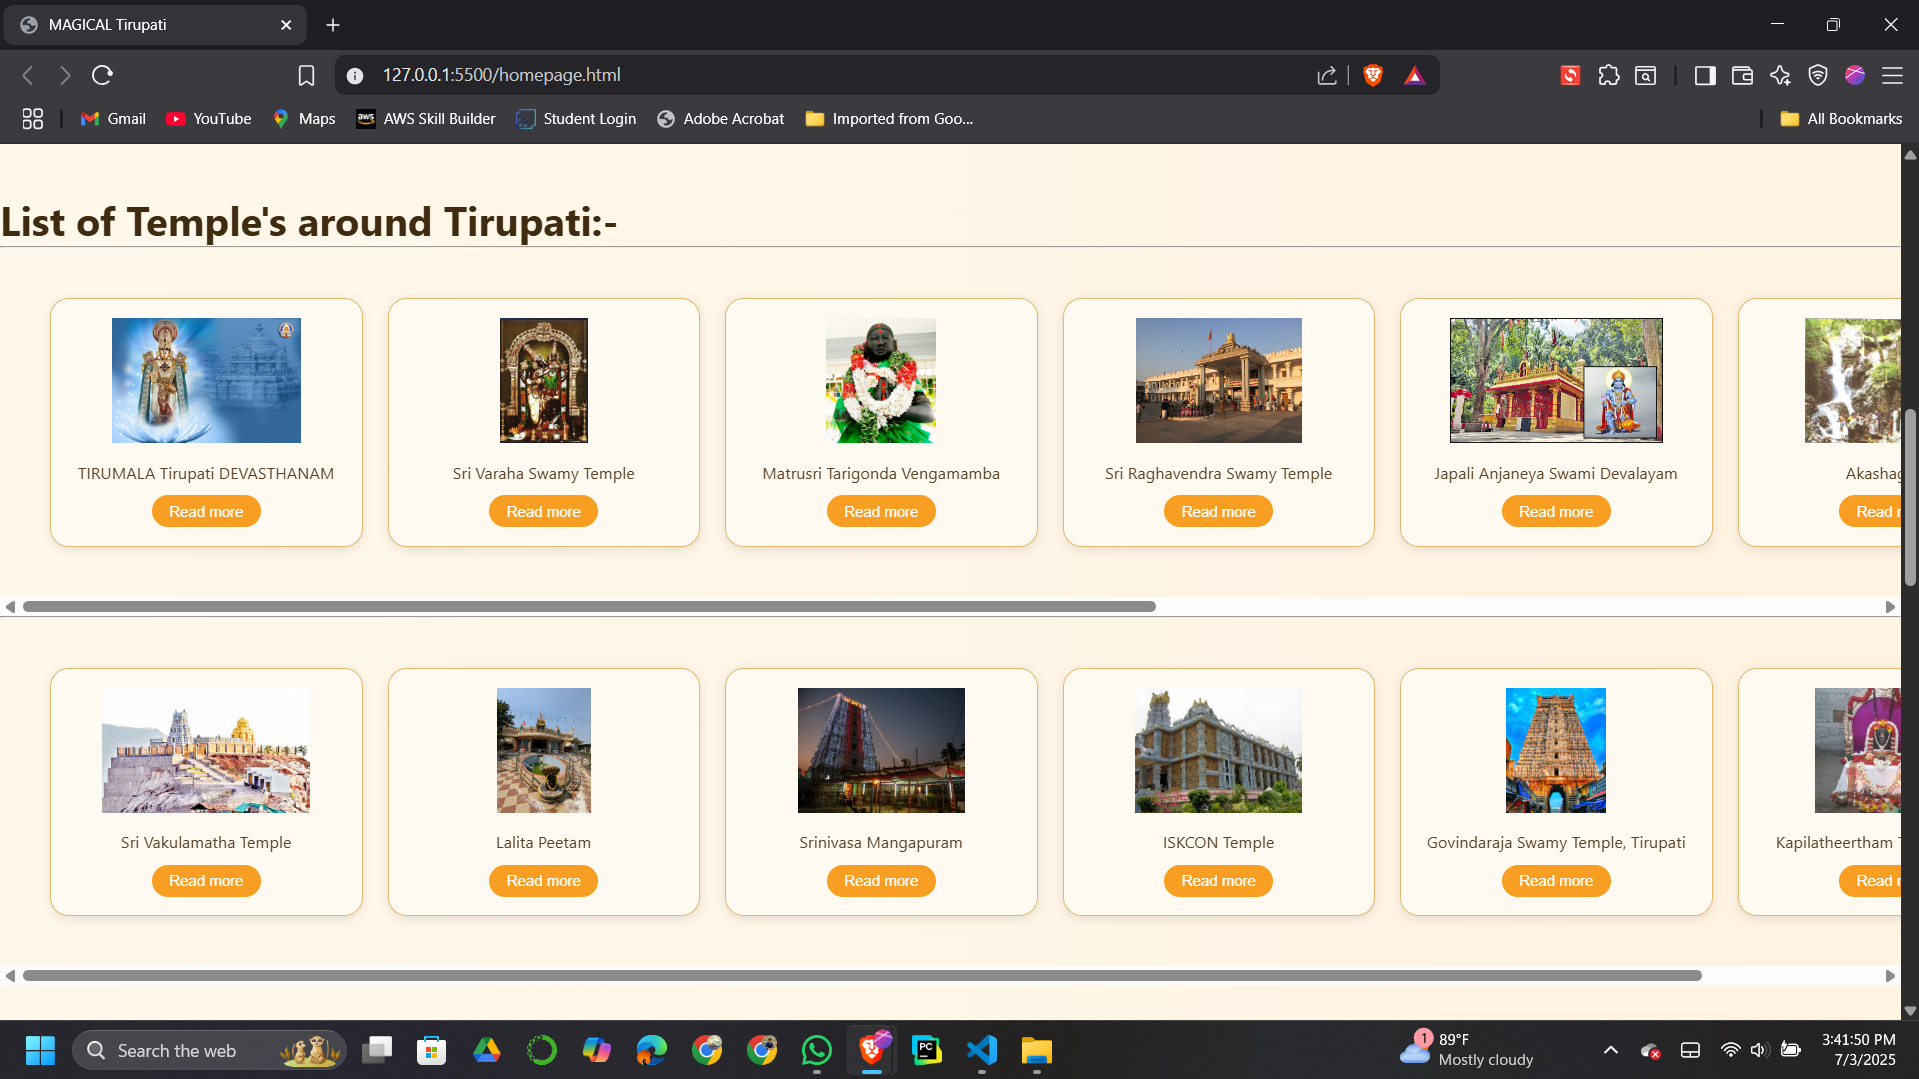 MAGICAL Tirupati
127.0.0.1:5500/homepage.html
Gmail
YouTube
Maps
aws
AWS Skill Builder
Student Login
Adobe Acrobat
Imported from Goo...
All Bookmarks
List of Temple's around Tirupati:-
TIRUMALA Tirupati DEVASTHANAM
Sri Varaha Swamy Temple
Matrusri Tarigonda Vengamamba
Sri Raghavendra Swamy Temple
Japali Anjaneya Swami Devalayam
Akashag
Read more
Read more
Read more
Read more
Read more
Read r
Sri Vakulamatha Temple
Lalita Peetam
Srinivasa Mangapuram
ISKCON Temple
Govindaraja Swamy Temple, Tirupati
Kapilatheertham T
Read more
Read more
Read more
Read more
Read more
Read r
Search the web
PC
1
89°F
Mostly cloudy
3:41:50 PM
7/3/2025